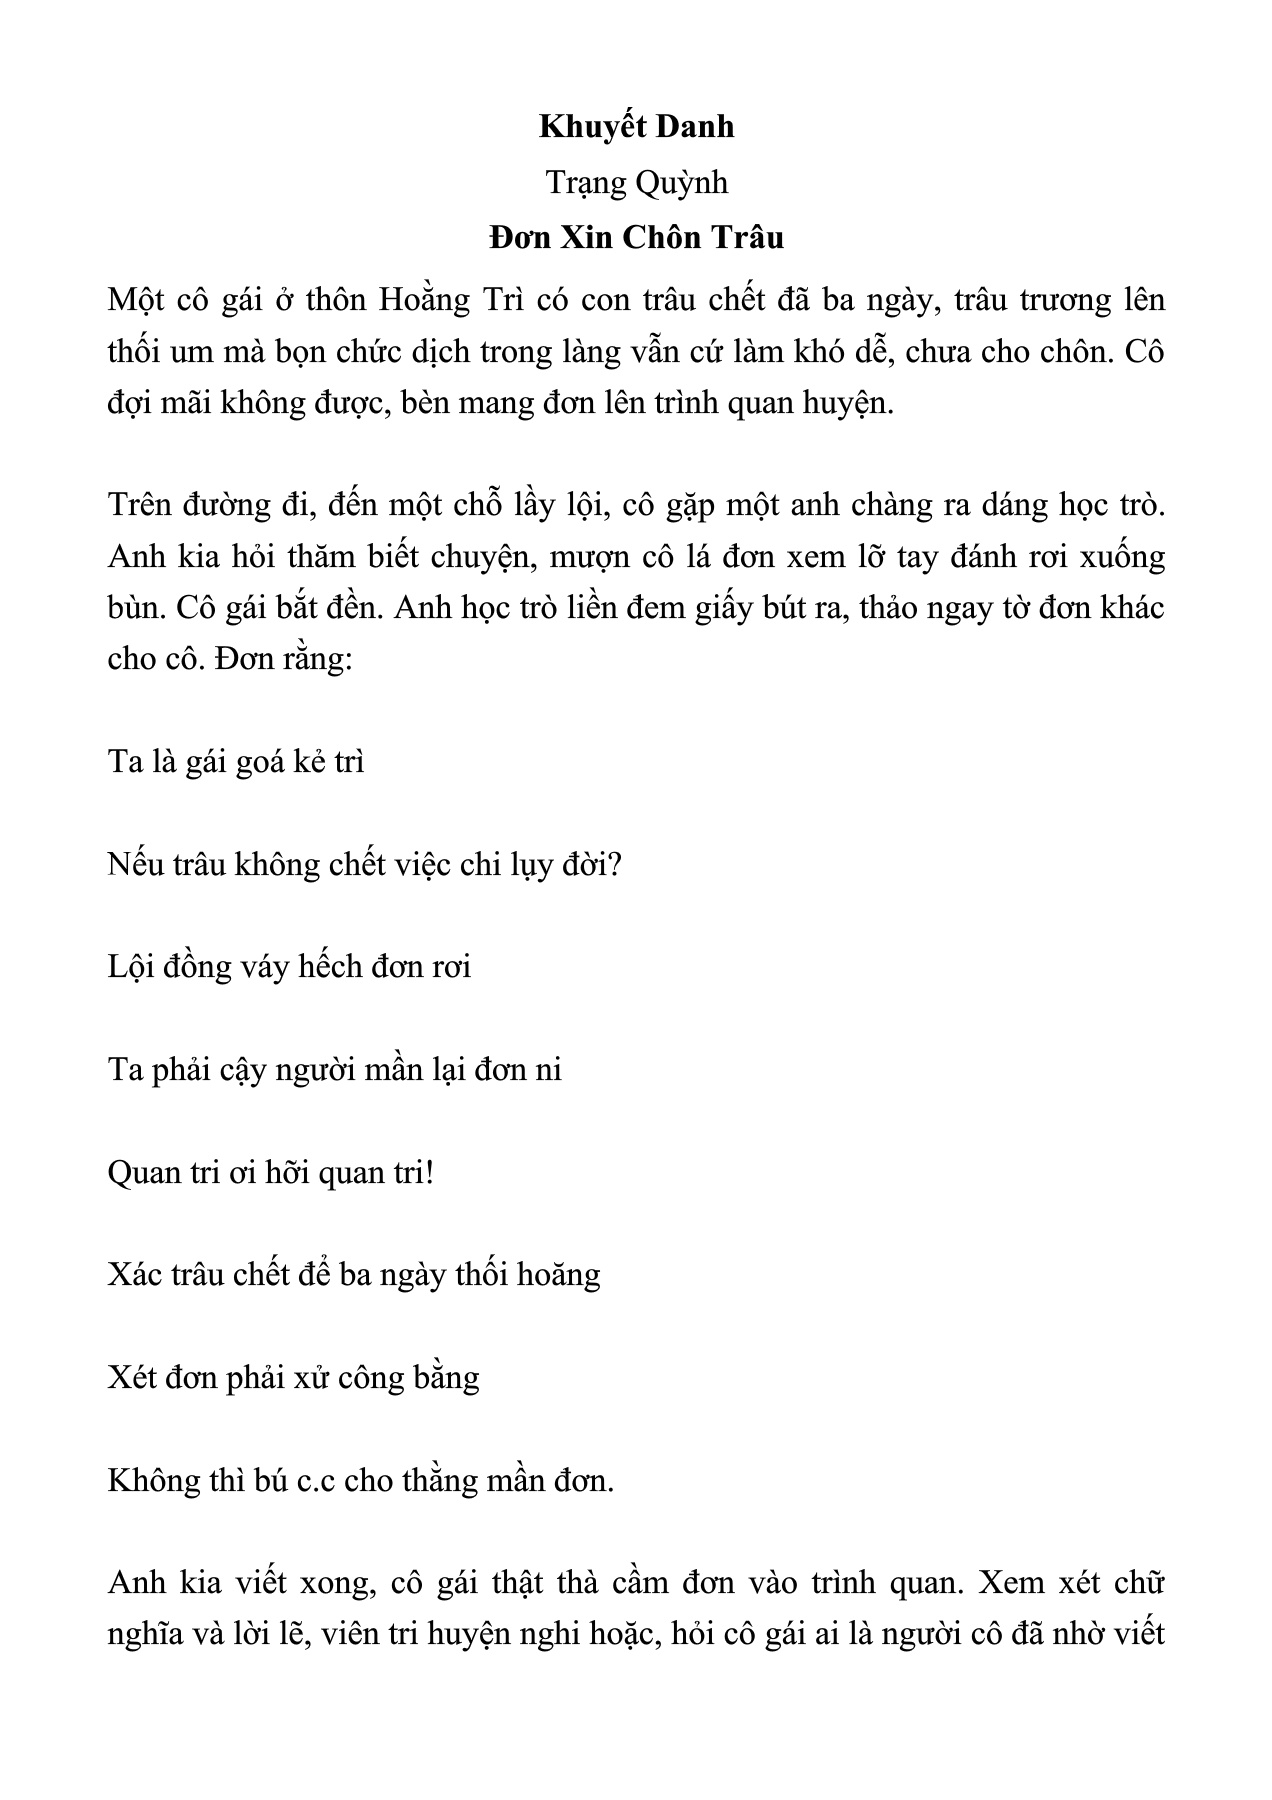 Khuyết Danh
Trạng Quỳnh
Đơn Xin Chôn Trâu
Một cô gái ở thôn Hoằng Trì có con trâu chết đã ba ngày, trâu trương lên
thối um mà bọn chức dịch trong làng vẫn cứ làm khó dễ, chưa cho chôn. Cô
đợi mãi không được, bèn mang đơn lên trình quan huyện.
Trên đường đi, đến một chỗ lầy lội, cô gặp một anh chàng ra dáng học trò.
Anh kia hỏi thăm biết chuyện, mượn cô lá đơn xem lỡ tay đánh rơi xuống
bùn. Cô gái bắt đền. Anh học trò liền đem giấy bút ra, thảo ngay tờ đơn khác
cho cô. Đơn rằng:
Ta là gái goá kẻ trì
Nếu trâu không chết việc chi lụy đời?
Lội đồng váy hếch đơn rơi
Ta phải cậy người mần lại đơn ni
Quan tri ơi hỡi quan tri!
Xác trâu chết để ba ngày thối hoăng
Xét đơn phải xử công bằng
Không thì bú c.c cho thằng mần đơn.
Anh kia viết xong, cô gái thật thà cầm đơn vào trình quan. Xem xét chữ
nghĩa và lời lẽ, viên tri huyện nghi hoặc, hỏi cô gái ai là người cô đã nhờ viết